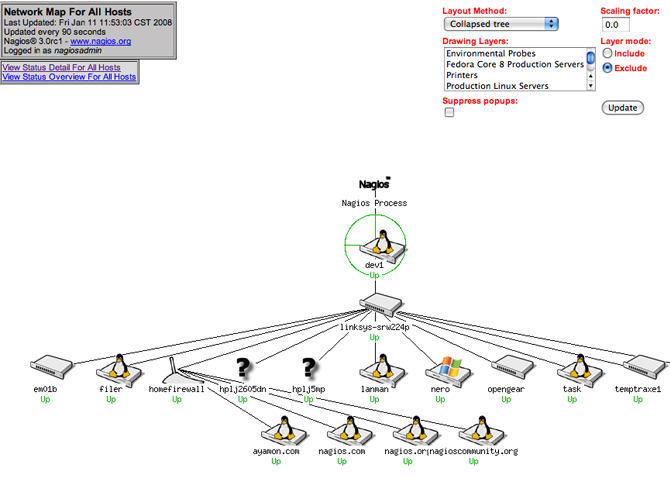 Network Map For All Hosts
Last Updated: Fri Jan 11 11:53:03 CST 2008
Updated every 90 seconds
Nagios® 3.0rc1 - www.nagios.org
Logged in as nagiosadmin
View Status Detail For All Hosts
View Status Overview For All Hosts
Layout Method:
Collapsed tree
Scaling factor:
0.0
Drawing Layers:
Environmental Probes
Fedora Core 8 Production Servers
Printers
Production Linux Servers
Layer mode:
Include
Exclude
Suppress popups:
Update
Nagios™
Nagios Process
dev1
Up
linksys-srw224p
Up
em01b filer homefirewall hplj2605dn hplj5mp lanman nero opengear task temptraxe1
Up Up Up Up Up Up Up Up Up Up
ayamon.com nagios.com nagios.org nagioscommunity.org
Up Up Up Up